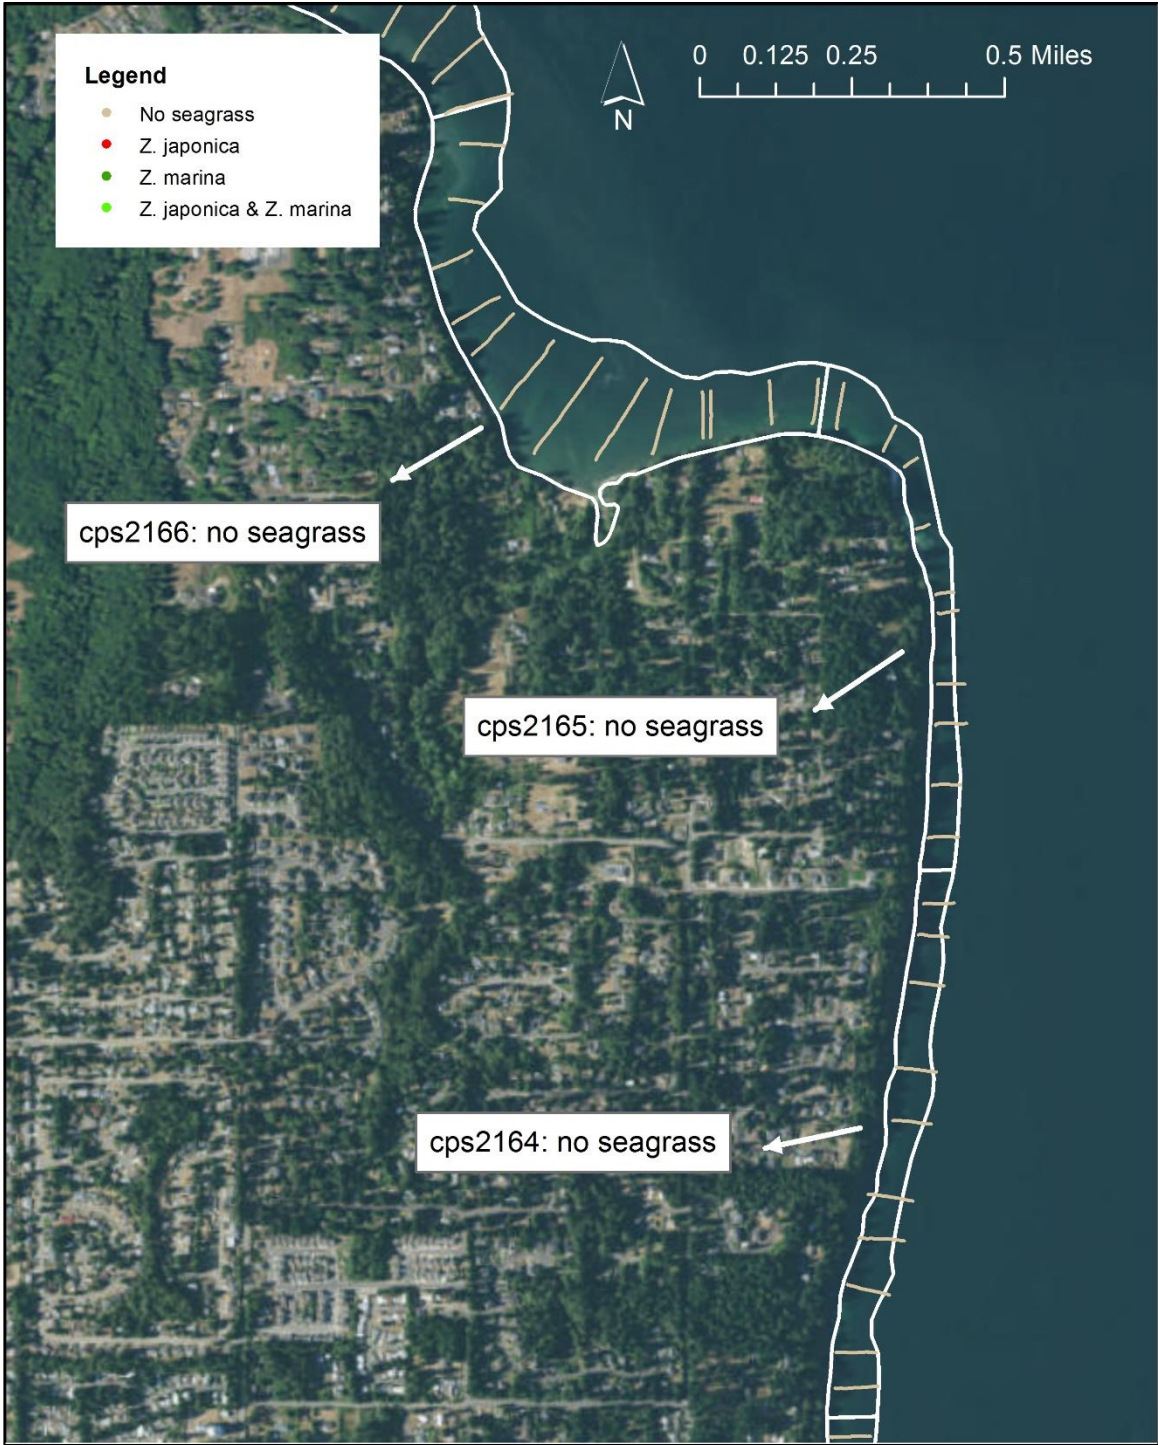 Legend
No seagrass
Z. japonica
Z. marina
Z. japonica & Z. marina
N
0 0.125 0.25 0.5 Miles
cps2166: no seagrass
cps2165: no seagrass
cps2164: no seagrass